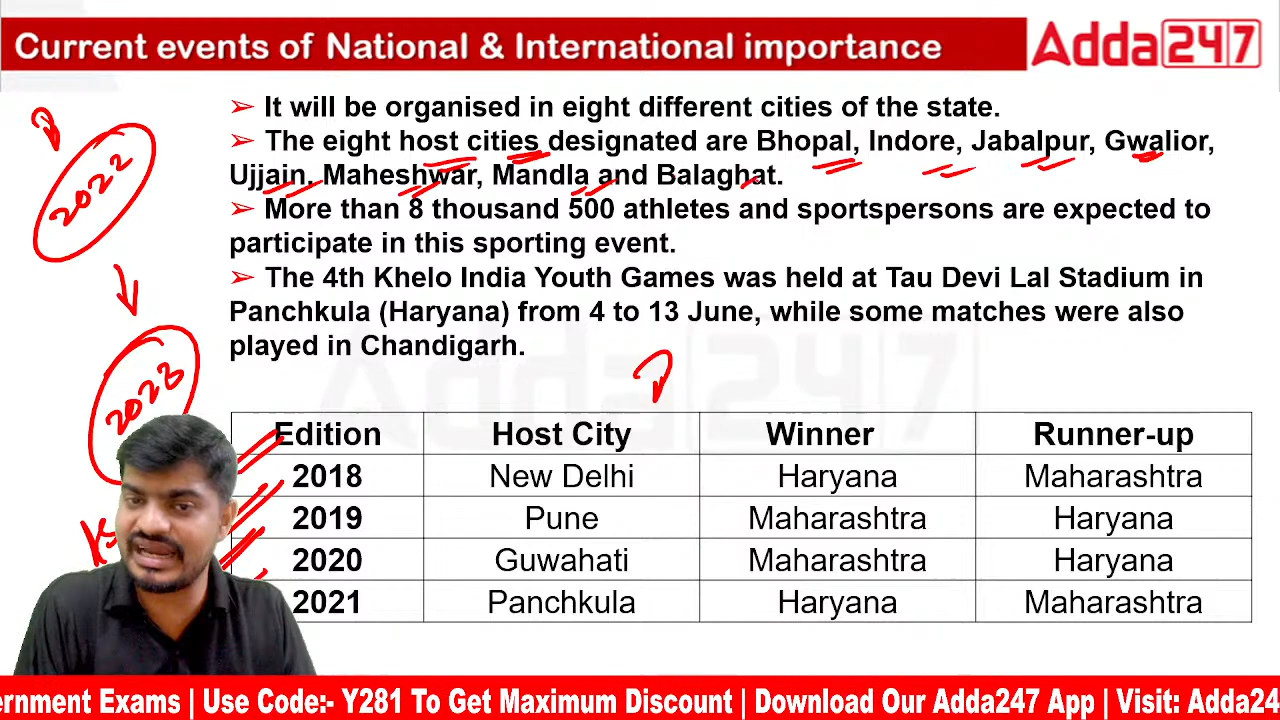 Current events of National & International importance
Adda247
➢ It will be organised in eight different cities of the state.
➢ The eight host cities designated are Bhopal, Indore, Jabalpur, Gwalior,
Ujjain, Maheshwar, Mandla and Balaghat.
➢ More than 8 thousand 500 athletes and sportspersons are expected to
participate in this sporting event.
➢ The 4th Khelo India Youth Games was held at Tau Devi Lal Stadium in
Panchkula (Haryana) from 4 to 13 June, while some matches were also
played in Chandigarh.
2022
2023
Adda247
Edition Host City Winner Runner-up
2018 New Delhi Haryana Maharashtra
2019 Pune Maharashtra Haryana
2020 Guwahati Maharashtra Haryana
2021 Panchkula Haryana Maharashtra
ernment Exams | Use Code:- Y281 To Get Maximum Discount | Download Our Adda247 App | Visit: Adda24